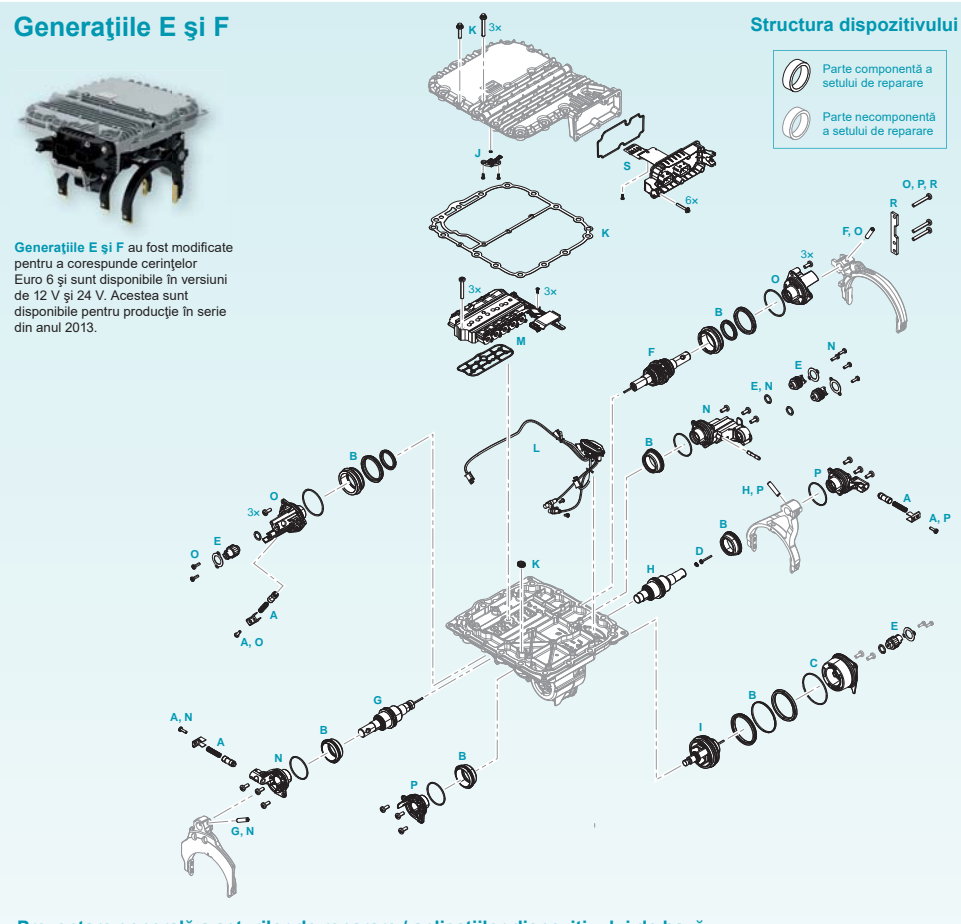 Generaţiile E şi F
Structura dispozitivului
Parte componentă a
setului de reparare
Parte necomponentă
a setului de reparare
Generaţiile E şi F au fost modificate
pentru a corespunde cerinţelor
Euro 6 şi sunt disponibile în versiuni
de 12 V şi 24 V. Acestea sunt
disponibile pentru producţie în serie
din anul 2013.
K
3×
J
S
6×
K
O, P, R
R
F, O
3×
O
B
3×
3×
M
F
N
E
E, N
N
B
L
B
O
3×
E
O
A
A, O
P
H, P
A
A, P
B
D
H
K
E
C
B
I
G
A, N
A
B
N
B
P
G, N